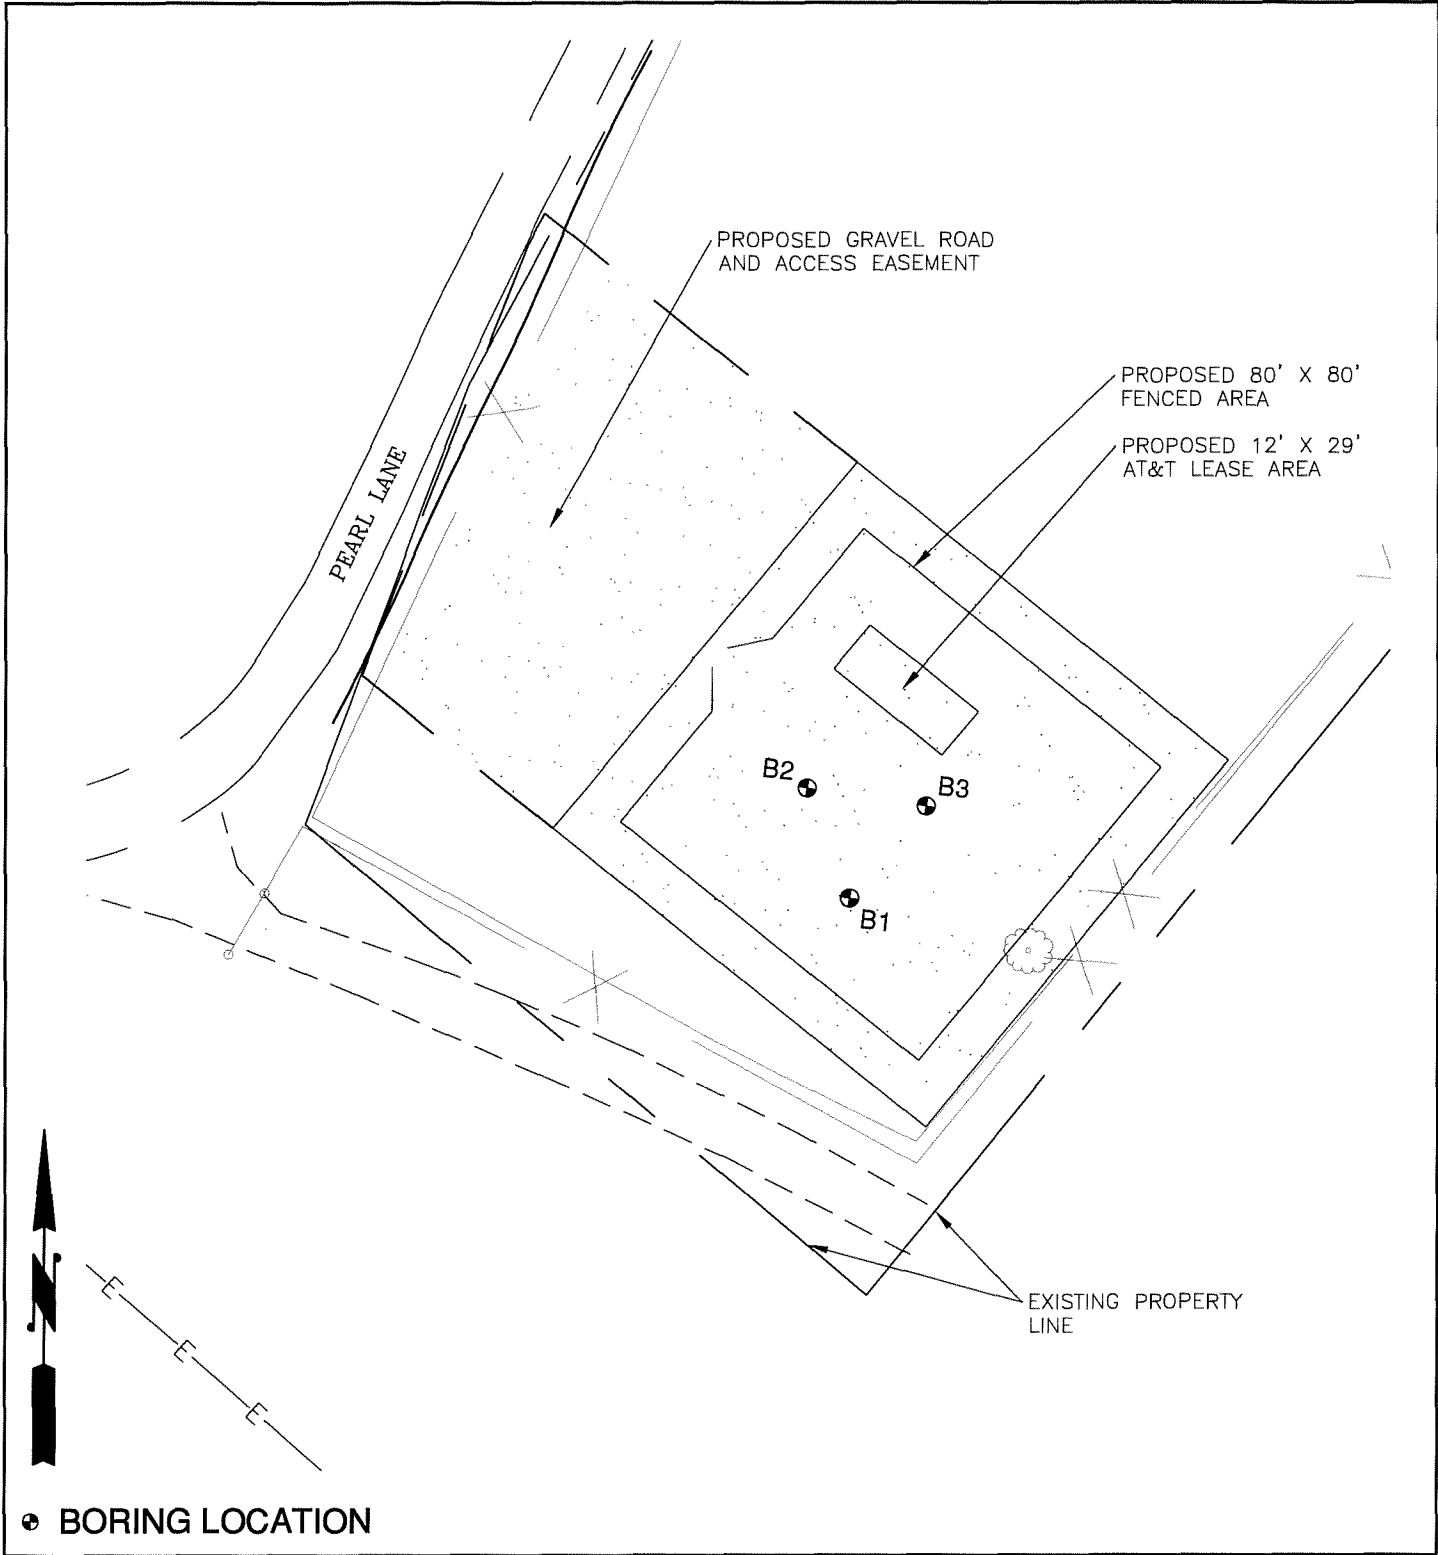 PROPOSED GRAVEL ROAD
AND ACCESS EASEMENT
PROPOSED 80' X 80'
FENCED AREA
PROPOSED 12' X 29'
AT&T LEASE AREA
PEARL LANE
B2
B3
B1
EXISTING PROPERTY
LINE
N
E
E
E
BORING LOCATION